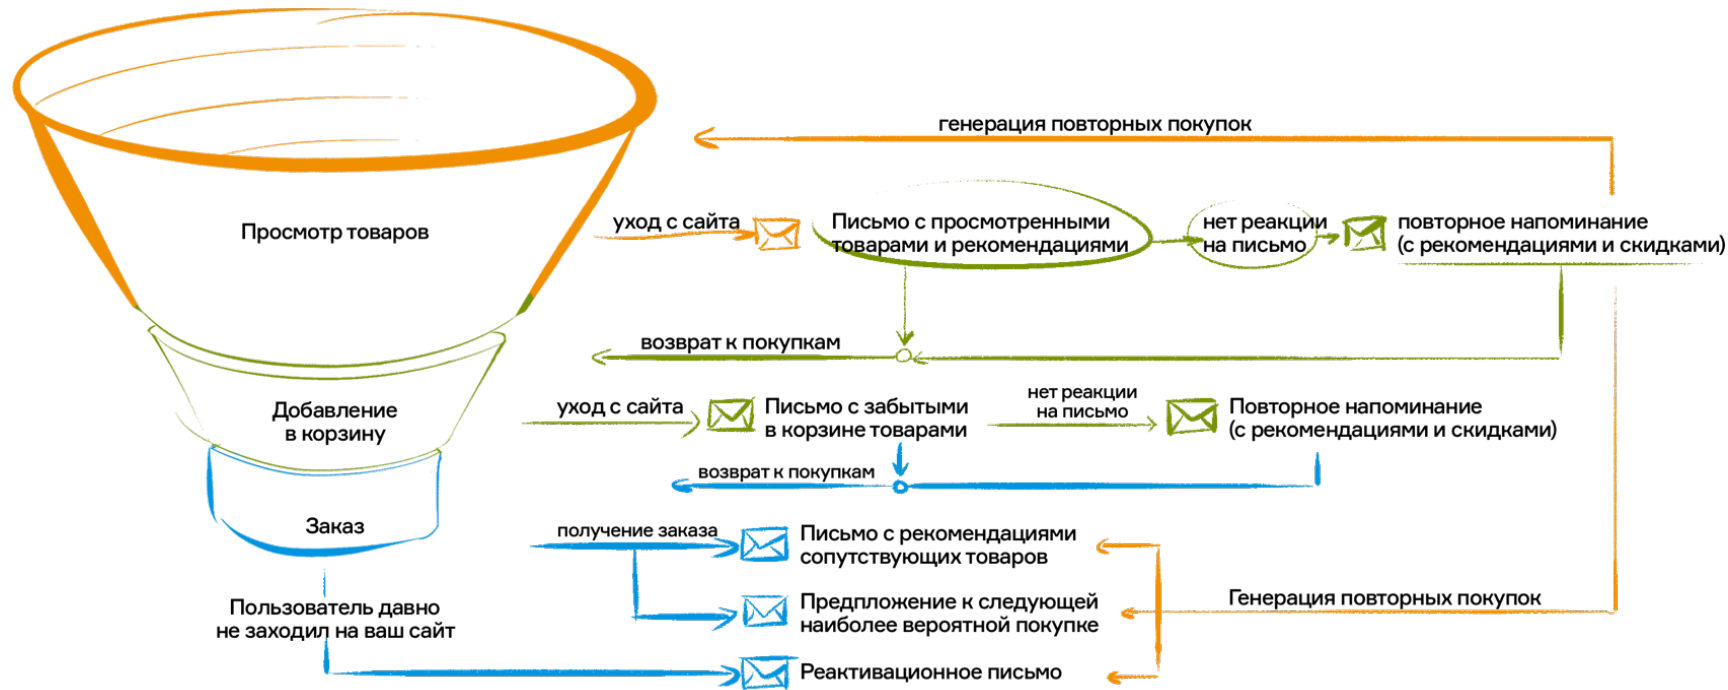 генерация повторных покупок
Просмотр товаров
уход с сайта
Письмо с просмотренными
товарами и рекомендациями
нет реакции
на письмо
повторное напоминание
(с рекомендациями и скидками)
возврат к покупкам
Добавление
в корзину
уход с сайта
Письмо с забытыми
в корзине товарами
нет реакции
на письмо
Повторное напоминание
(с рекомендациями и скидками)
возврат к покупкам
Заказ
получение заказа
Письмо с рекомендациями
сопутствующих товаров
Предпложение к следующей
наиболее вероятной покупке
Генерация повторных покупок
Пользователь давно
не заходил на ваш сайт
Реактивационное письмо